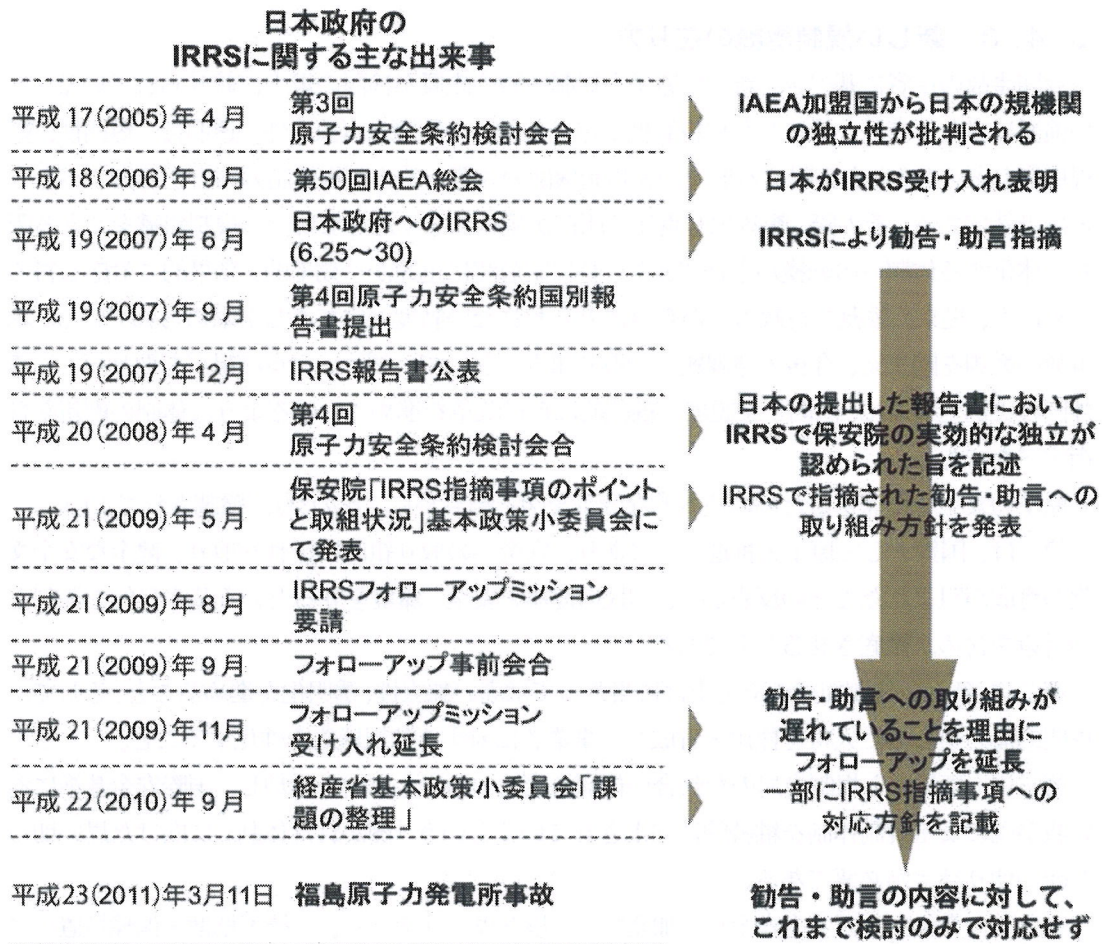 日本政府の
IRRSに関する主な出来事
平成17(2005)年4月
第3回
原子力安全条約検討会合
IAEA加盟国から日本の規機関
の独立性が批判される
平成18(2006)年9月
第50回IAEA総会
日本がIRRS受け入れ表明
平成19(2007)年6月
日本政府へのIRRS
(6.25〜30)
IRRSにより勧告・助言指摘
平成19(2007)年9月
第4回原子力安全条約国別報
告書提出
平成19(2007)年12月
IRRS報告書公表
平成20(2008)年4月
第4回
原子力安全条約検討会合
日本の提出した報告書において
IRRSで保安院の実効的な独立が
認められた旨を記述
平成21(2009)年5月
保安院「IRRS指摘事項のポイント
と取組状況」基本政策小委員会に
て発表
IRRSで指摘された勧告・助言への
取り組み方針を発表
平成21(2009)年8月
IRRSフォローアップミッション
要請
平成21(2009)年9月
フォローアップ事前会合
平成21(2009)年11月
フォローアップミッション
受け入れ延長
勧告・助言への取り組みが
遅れていることを理由に
フォローアップを延長
平成22(2010)年9月
経産省基本政策小委員会「課
題の整理」
一部にIRRS指摘事項への
対応方針を記載
平成23(2011)年3月11日
福島原子力発電所事故
勧告・助言の内容に対して、
これまで検討のみで対応せず